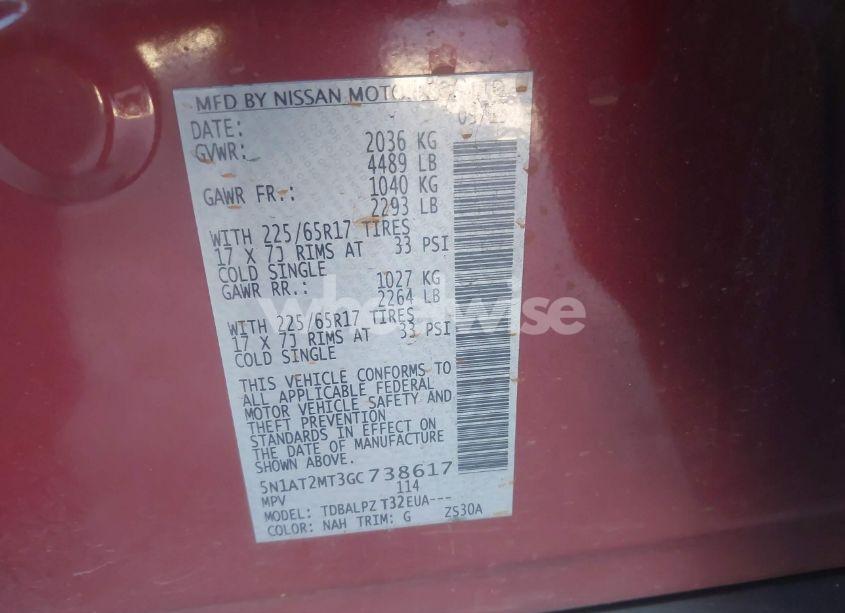 MFD BY NISSAN MOTOR CO., LTD.
DATE:
GVWR: 2036 KG
4489 LB
GAWR FR.: 1040 KG
2293 LB
WITH 225/65R17 TIRES
17 X 7J RIMS AT 33 PSI
COLD SINGLE
GAWR RR.: 1027 KG
2264 LB
WITH 225/65R17 TIRES
17 X 7J RIMS AT 33 PSI
COLD SINGLE
THIS VEHICLE CONFORMS TO
ALL APPLICABLE FEDERAL
MOTOR VEHICLE SAFETY AND
THEFT PREVENTION
STANDARDS IN EFFECT ON
THE DATE OF MANUFACTURE
SHOWN ABOVE.
5N1AT2MT3GC738617
MPV 114
MODEL: TDBALPZ T32EUA---
COLOR: NAH TRIM: G ZS30A
wheelwise